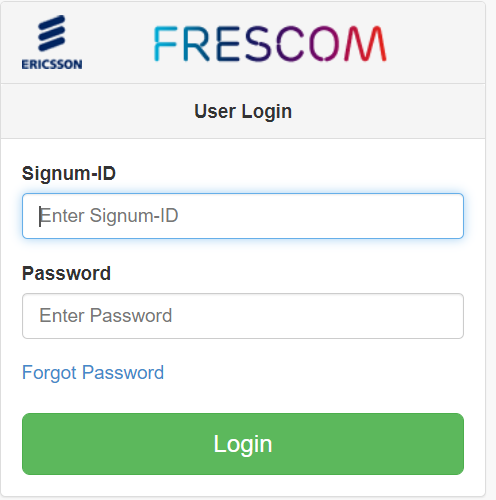 ERICSSON
FRESCOM
User Login
Signum-ID
Enter Signum-ID
Password
Enter Password
Forgot Password
Login